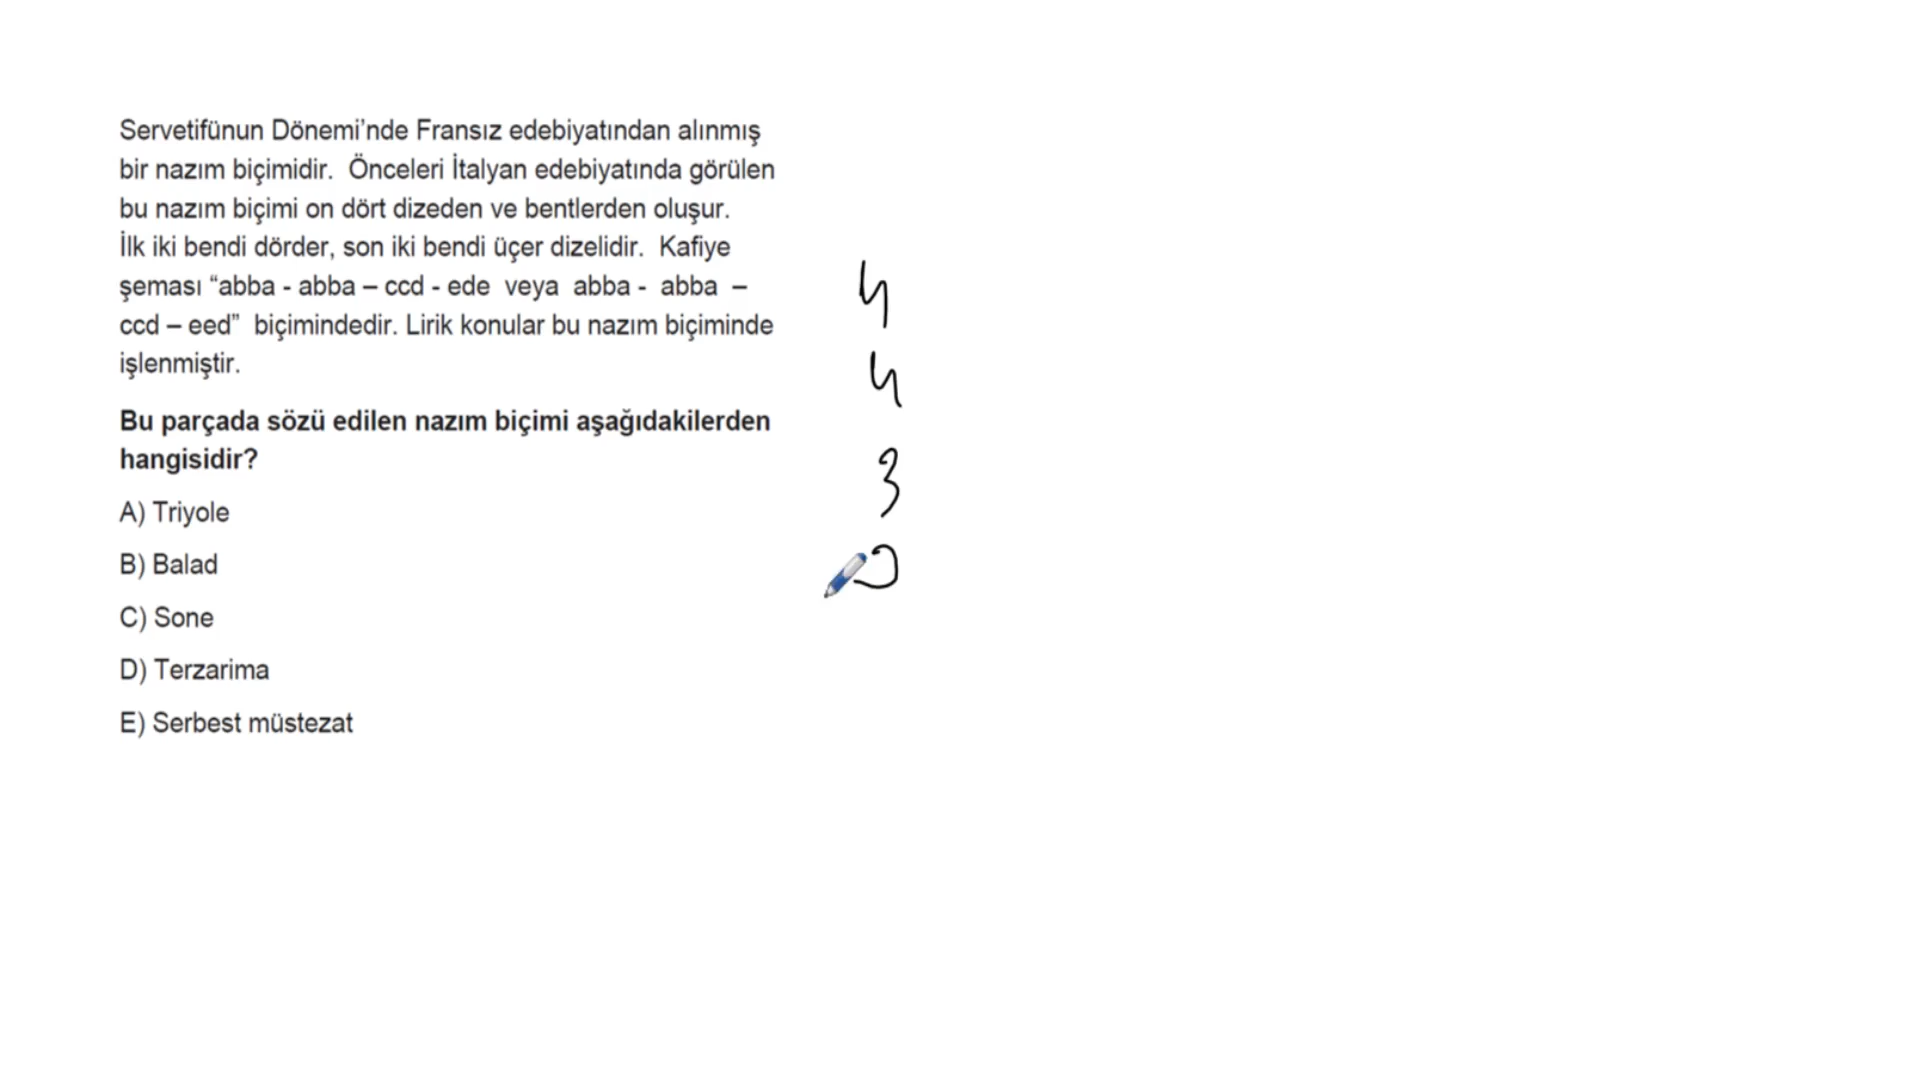 Servetifünun Dönemi'nde Fransız edebiyatından alınmış
bir nazım biçimidir. Önceleri İtalyan edebiyatında görülen
bu nazım biçimi on dört dizeden ve bentlerden oluşur.
İlk iki bendi dörder, son iki bendi üçer dizelidir. Kafiye
şeması “abba - abba – ccd - ede veya abba - abba –
ccd – eed” biçimindedir. Lirik konular bu nazım biçiminde
işlenmiştir.
Bu parçada sözü edilen nazım biçimi aşağıdakilerden
hangisidir?
A) Triyole
B) Balad
C) Sone
D) Terzarima
E) Serbest müstezat
4
4
3